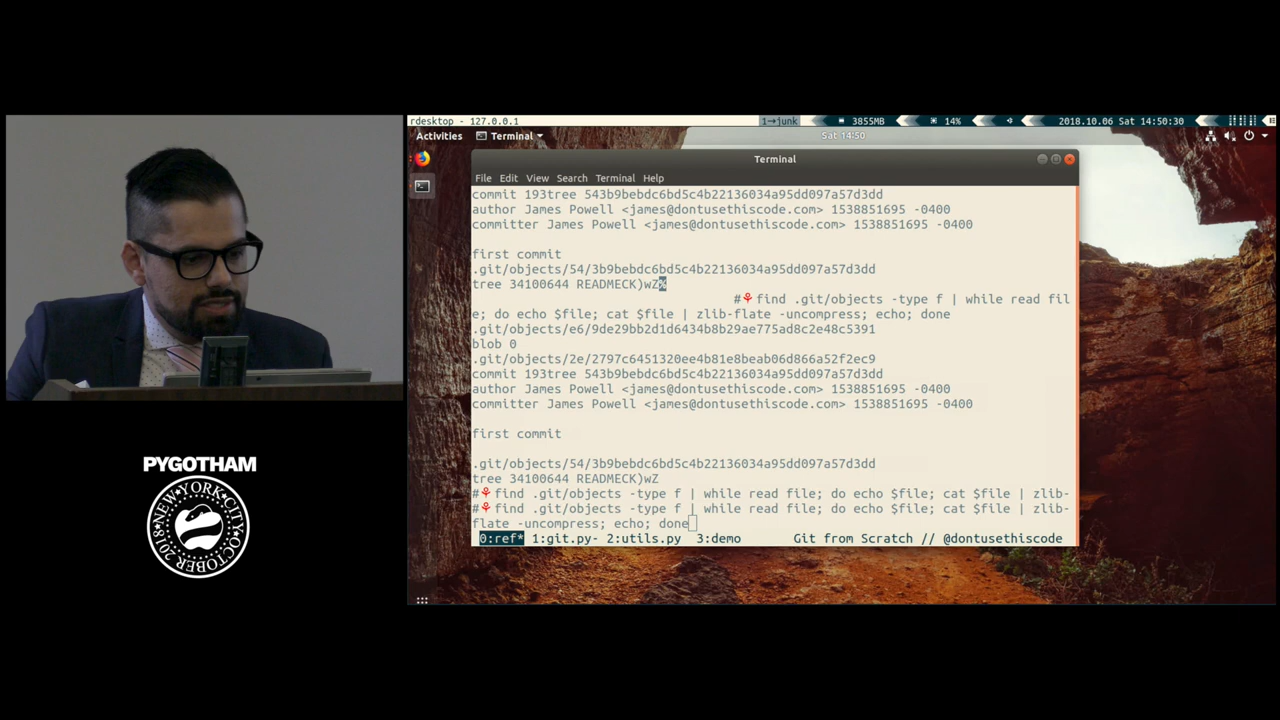 rdesktop - 127.0.0.1 1→junk 3855MB 14% 2018.10.06 Sat 14:50:30
Activities Terminal Sat 14:50
Terminal
File Edit View Search Terminal Help
commit 193tree 543b9bebdc6bd5c4b22136034a95dd097a57d3dd
author James Powell <james@dontusethiscode.com> 1538851695 -0400
committer James Powell <james@dontusethiscode.com> 1538851695 -0400
first commit
.git/objects/54/3b9bebdc6bd5c4b22136034a95dd097a57d3dd
tree 34100644 READMECK)wZ%
# find .git/objects -type f | while read fil
e; do echo $file; cat $file | zlib-flate -uncompress; echo; done
.git/objects/e6/9de29bb2d1d6434b8b29ae775ad8c2e48c5391
blob 0
.git/objects/2e/2797c6451320ee4b81e8beab06d866a52f2ec9
commit 193tree 543b9bebdc6bd5c4b22136034a95dd097a57d3dd
author James Powell <james@dontusethiscode.com> 1538851695 -0400
committer James Powell <james@dontusethiscode.com> 1538851695 -0400
first commit
.git/objects/54/3b9bebdc6bd5c4b22136034a95dd097a57d3dd
tree 34100644 READMECK)wZ
# find .git/objects -type f | while read file; do echo $file; cat $file | zlib-
# find .git/objects -type f | while read file; do echo $file; cat $file | zlib-
flate -uncompress; echo; done
0:ref* 1:git.py- 2:utils.py 3:demo Git from Scratch // @dontusethiscode
PYGOTHAM
NEW YORK CITY OCTOBER 2018